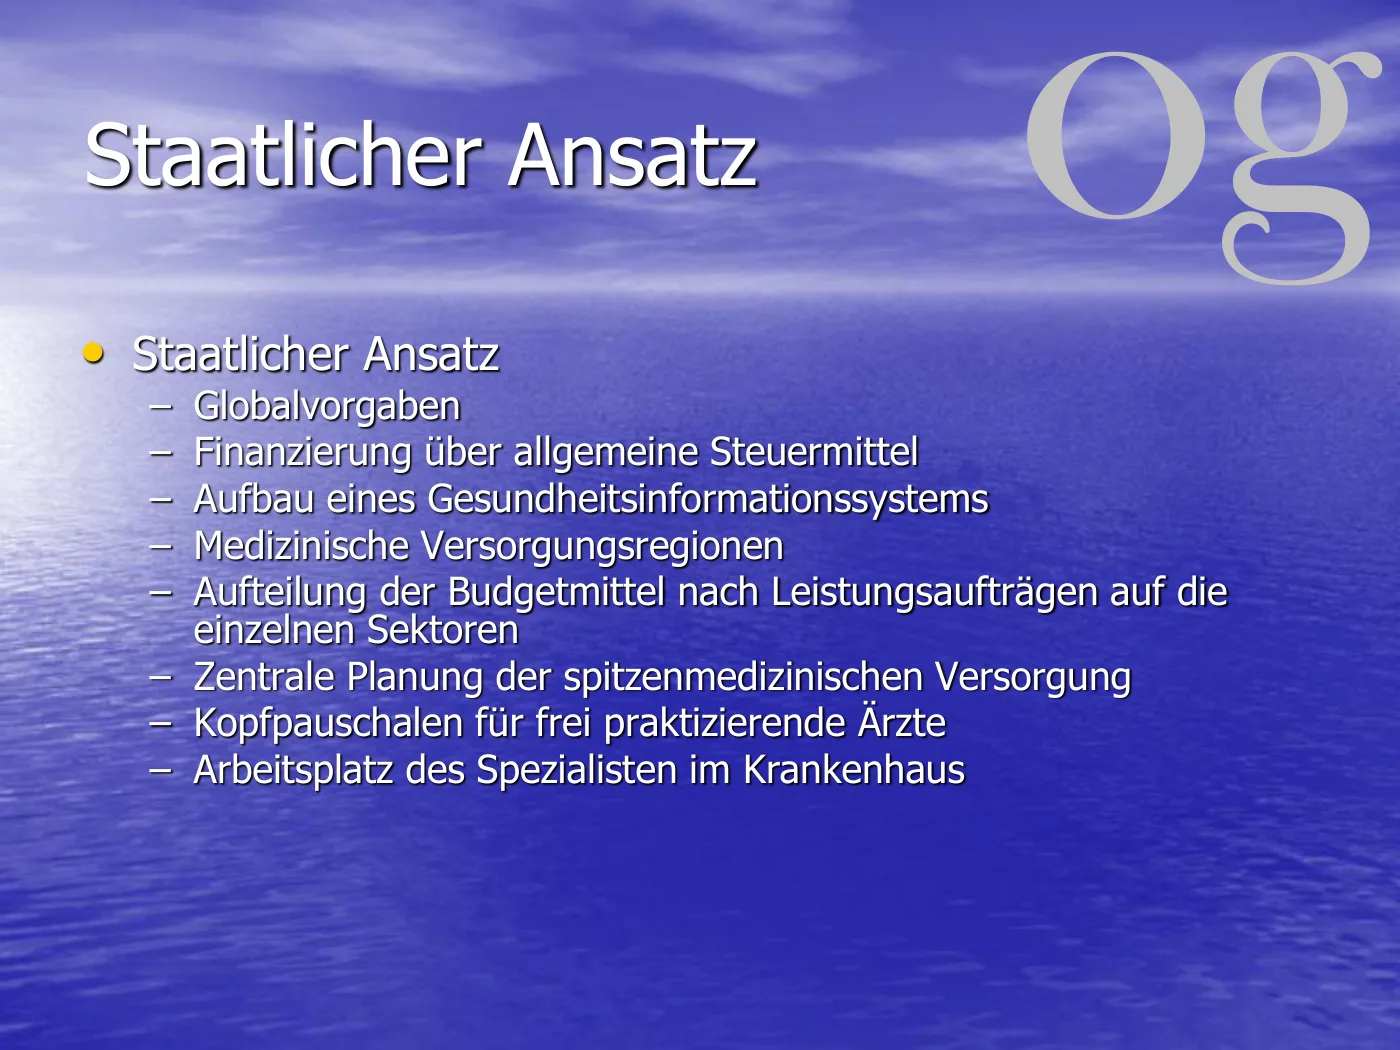 og
Staatlicher Ansatz
• Staatlicher Ansatz
– Globalvorgaben
– Finanzierung über allgemeine Steuermittel
– Aufbau eines Gesundheitsinformationssystems
– Medizinische Versorgungsregionen
– Aufteilung der Budgetmittel nach Leistungsaufträgen auf die
einzelnen Sektoren
– Zentrale Planung der spitzenmedizinischen Versorgung
– Kopfpauschalen für frei praktizierende Ärzte
– Arbeitsplatz des Spezialisten im Krankenhaus